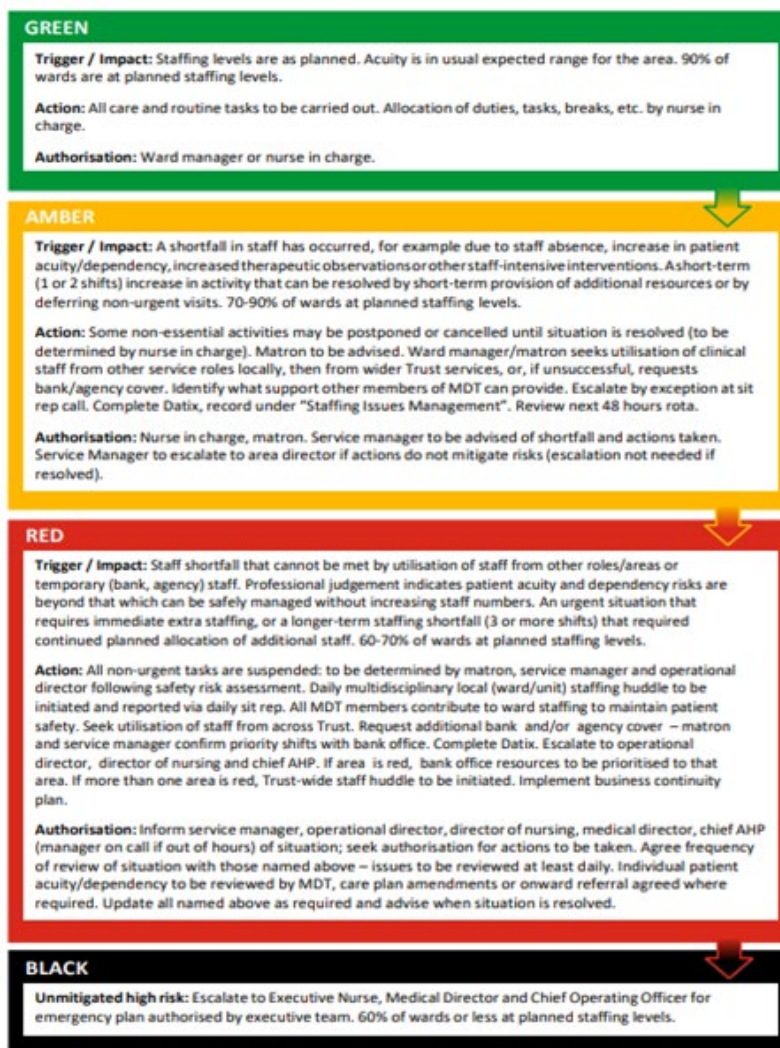 GREEN
Trigger / Impact: Staffing levels are as planned. Acuity is in usual expected range for the area. 90% of
wards are at planned staffing levels.
Action: All care and routine tasks to be carried out. Allocation of duties, tasks, breaks, etc. by nurse in
charge.
Authorisation: Ward manager or nurse in charge.
AMBER
Trigger / Impact: A shortfall in staff has occurred, for example due to staff absence, increase in patient
acuity/dependency, increased therapeutic observations or other staff-intensive interventions. A short-term
(1 or 2 shifts) increase in activity that can be resolved by short-term provision of additional resources or by
deferring non-urgent visits. 70-90% of wards at planned staffing levels.
Action: Some non-essential activities may be postponed or cancelled until situation is resolved (to be
determined by nurse in charge). Matron to be advised. Ward manager/matron seeks utilisation of clinical
staff from other service roles locally, then from wider Trust services, or, if unsuccessful, requests
bank/agency cover. Identify what support other members of MDT can provide. Escalate by exception at sit
rep call. Complete Datix, record under “Staffing Issues Management”. Review next 48 hours rota.
Authorisation: Nurse in charge, matron. Service manager to be advised of shortfall and actions taken.
Service Manager to escalate to area director if actions do not mitigate risks (escalation not needed if
resolved).
RED
Trigger / Impact: Staff shortfall that cannot be met by utilisation of staff from other roles/areas or
temporary (bank, agency) staff. Professional judgement indicates patient acuity and dependency risks are
beyond that which can be safely managed without increasing staff numbers. An urgent situation that
requires immediate extra staffing, or a longer-term staffing shortfall (3 or more shifts) that required
continued planned allocation of additional staff. 60-70% of wards at planned staffing levels.
Action: All non-urgent tasks are suspended: to be determined by matron, service manager and operational
director following safety risk assessment. Daily multidisciplinary local (ward/unit) staffing huddle to be
initiated and reported via daily sit rep. All MDT members contribute to ward staffing to maintain patient
safety. Seek utilisation of staff from across Trust. Request additional bank and/or agency cover – matron
and service manager confirm priority shifts with bank office. Complete Datix. Escalate to operational
director, director of nursing and chief AHP. If area is red, bank office resources to be prioritised to that
area. If more than one area is red, Trust-wide staff huddle to be initiated. Implement business continuity
plan.
Authorisation: Inform service manager, operational director, director of nursing, medical director, chief AHP
(manager on call if out of hours) of situation; seek authorisation for actions to be taken. Agree frequency
of review of situation with those named above – issues to be reviewed at least daily. Individual patient
acuity/dependency to be reviewed by MDT, care plan amendments or onward referral agreed where
required. Update all named above as required and advise when situation is resolved.
BLACK
Unmitigated high risk: Escalate to Executive Nurse, Medical Director and Chief Operating Officer for
emergency plan authorised by executive team. 60% of wards or less at planned staffing levels.